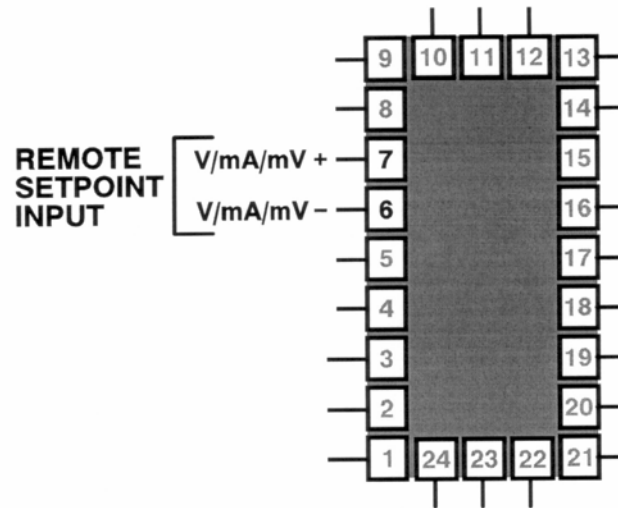 9 10 11 12 13
8 14
REMOTE
SETPOINT
INPUT
V/mA/mV + 7 15
V/mA/mV – 6 16
5 17
4 18
3 19
2 20
1 24 23 22 21